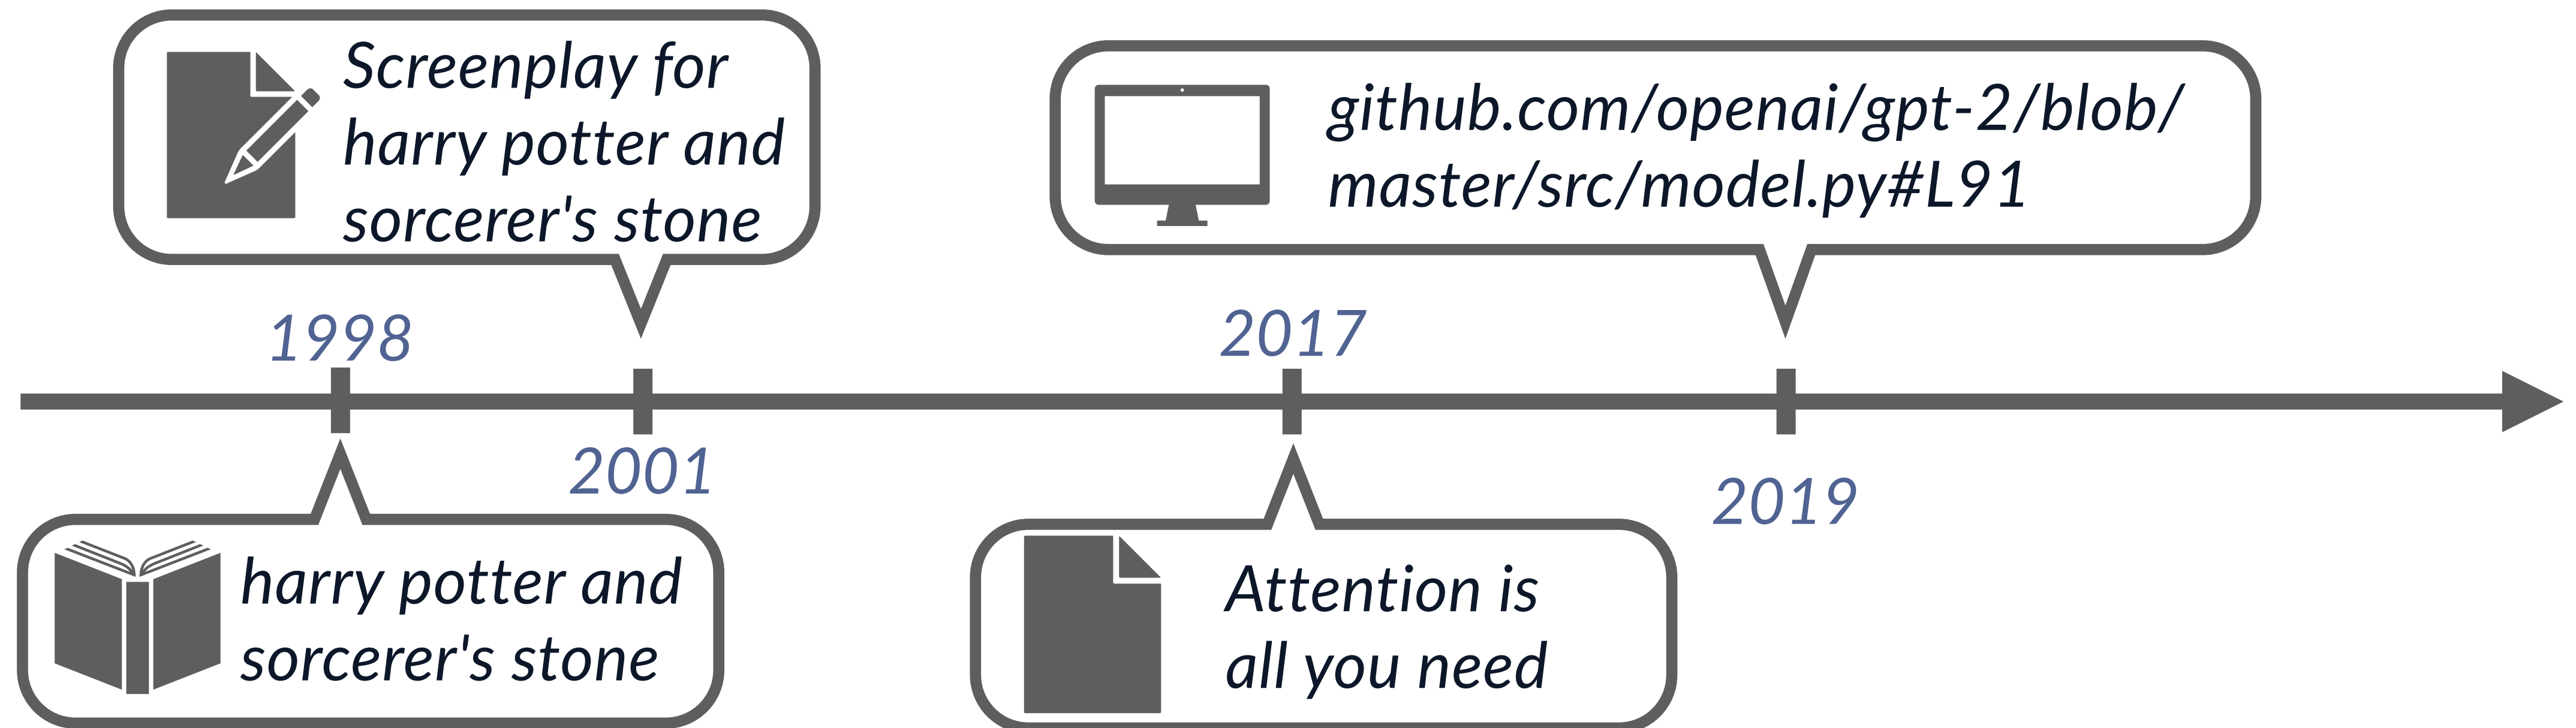 Screenplay for
harry potter and
sorcerer's stone
github.com/openai/gpt-2/blob/
master/src/model.py#L91
1998
2017
2001
2019
harry potter and
sorcerer's stone
Attention is
all you need